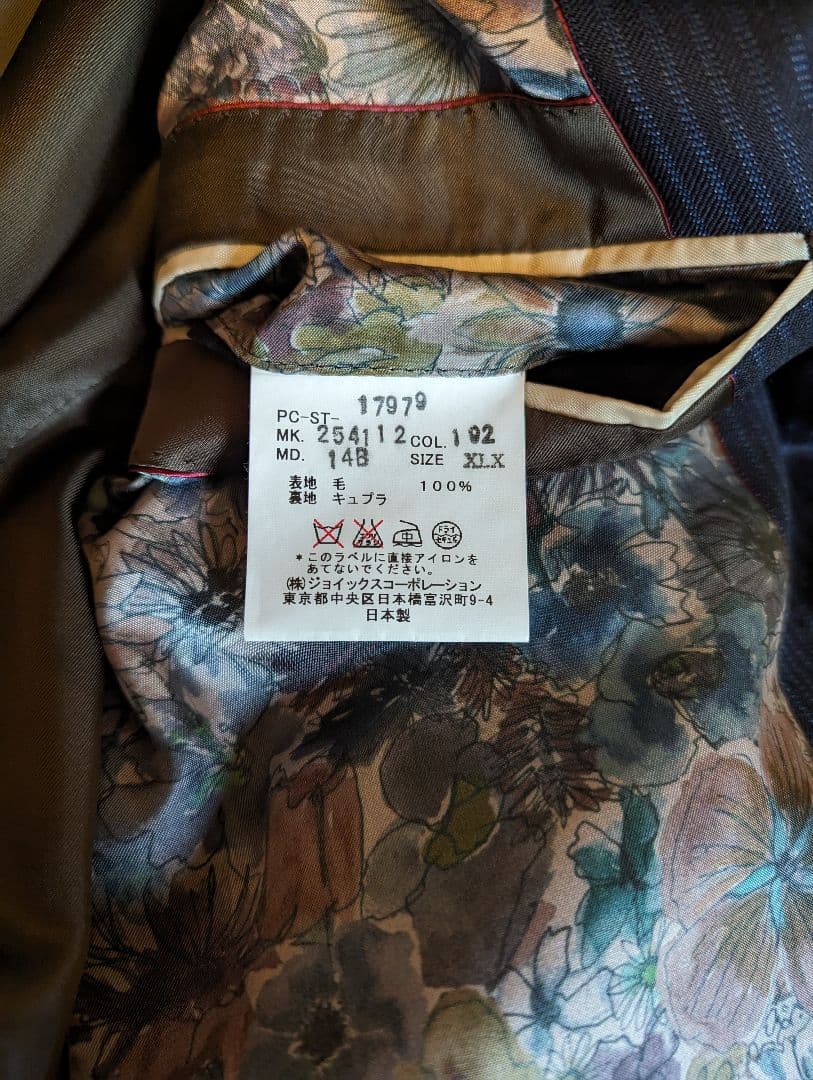 PC-ST- 17979
MK. 254112 COL. 192
MD. 14B SIZE XLX
表地 毛 100%
裏地 キュプラ
ドライ
*このラベルに直接アイロンを
あてないでください。
(株)ジョイックスコーポレーション
東京都中央区日本橋富沢町9-4
日本製